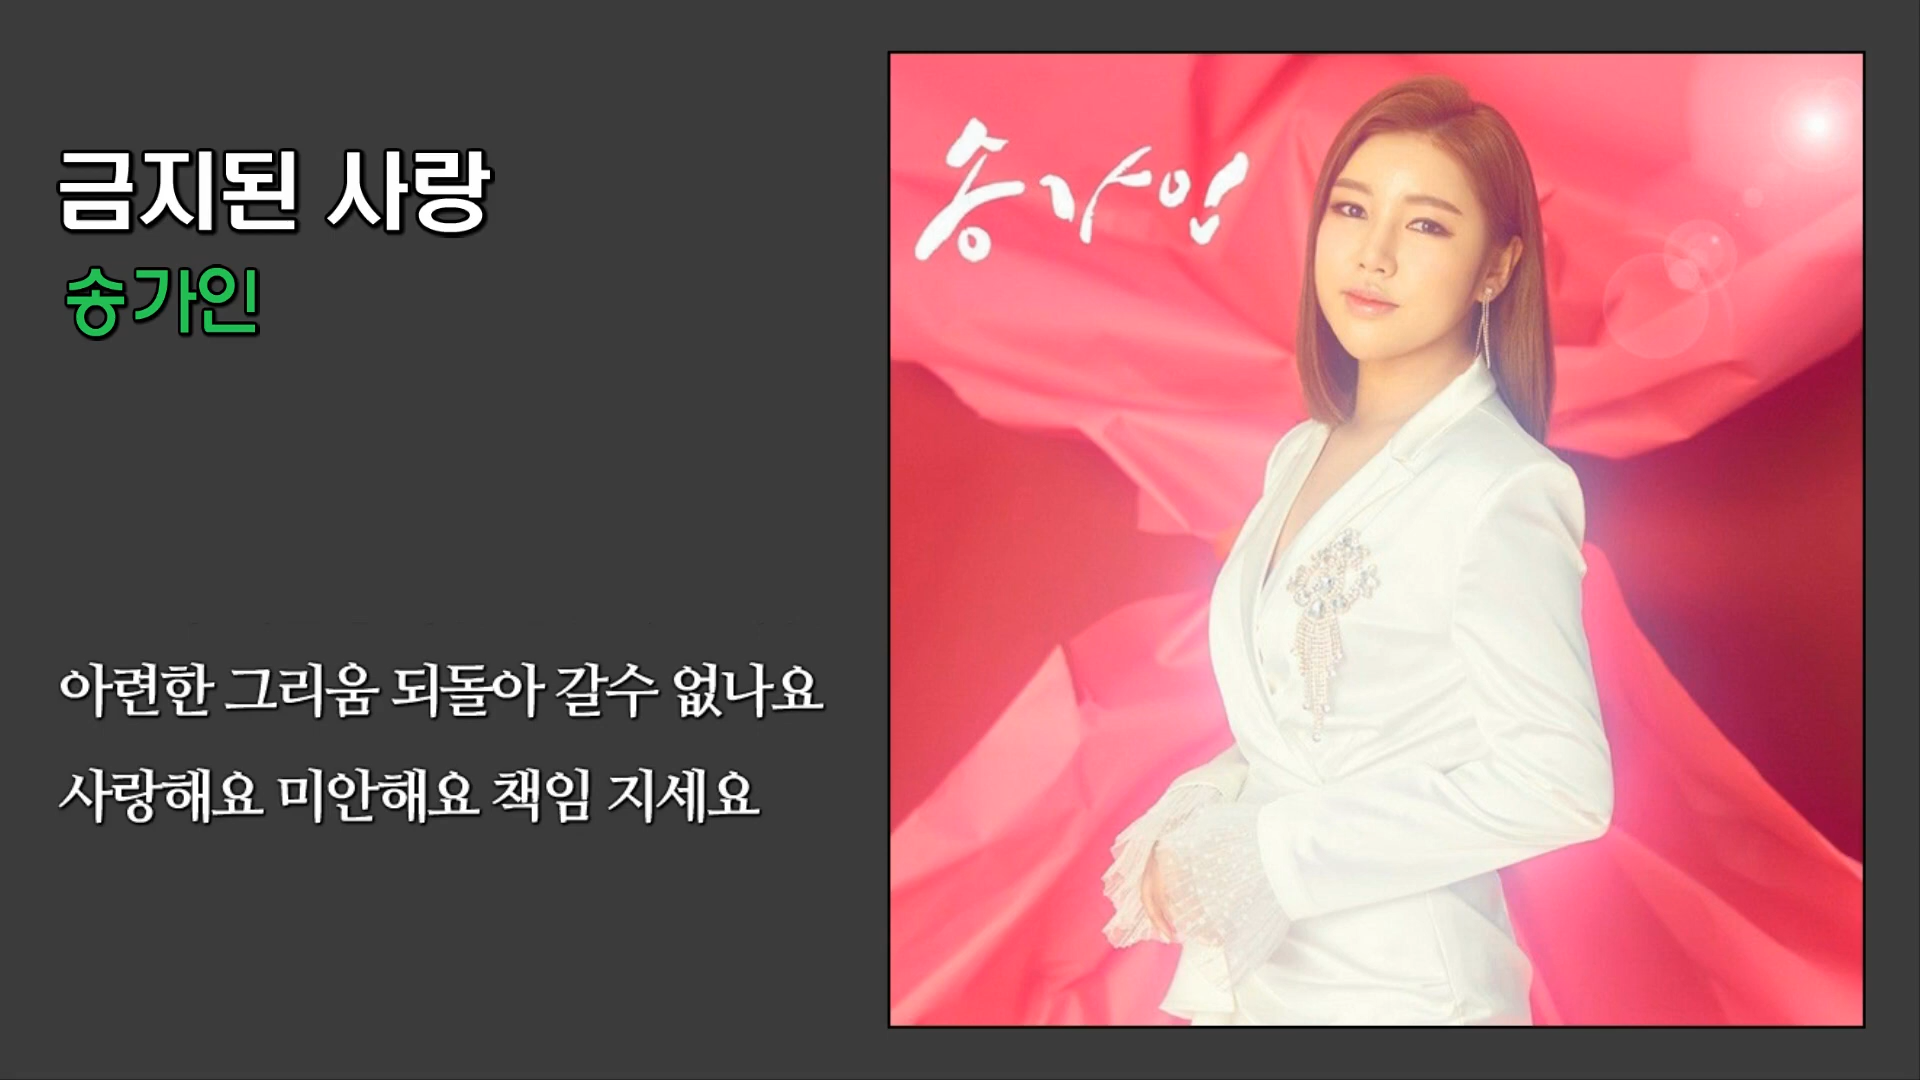 금지된 사랑
송가인
송가인
아련한 그리움 되돌아 갈수 없나요
사랑해요 미안해요 책임 지세요